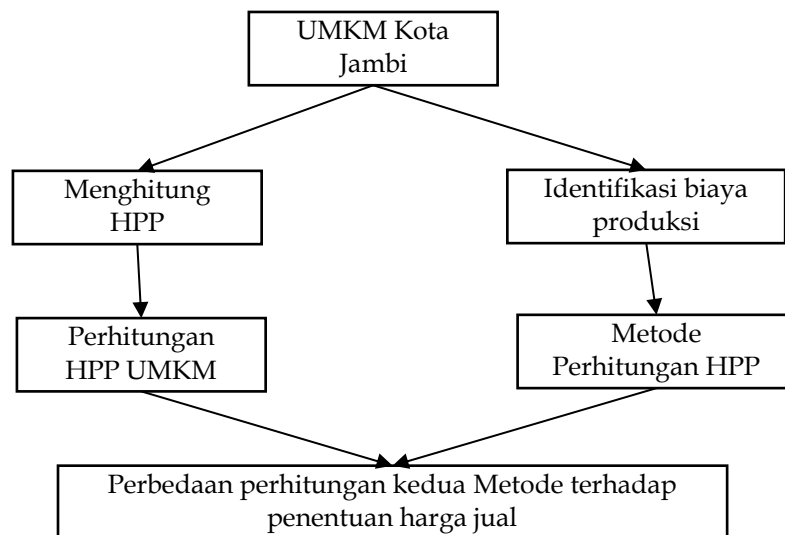 UMKM Kota
Jambi
Menghitung
HPP
Identifikasi biaya
produksi
Perhitungan
HPP UMKM
Metode
Perhitungan HPP
Perbedaan perhitungan kedua Metode terhadap
penentuan harga jual